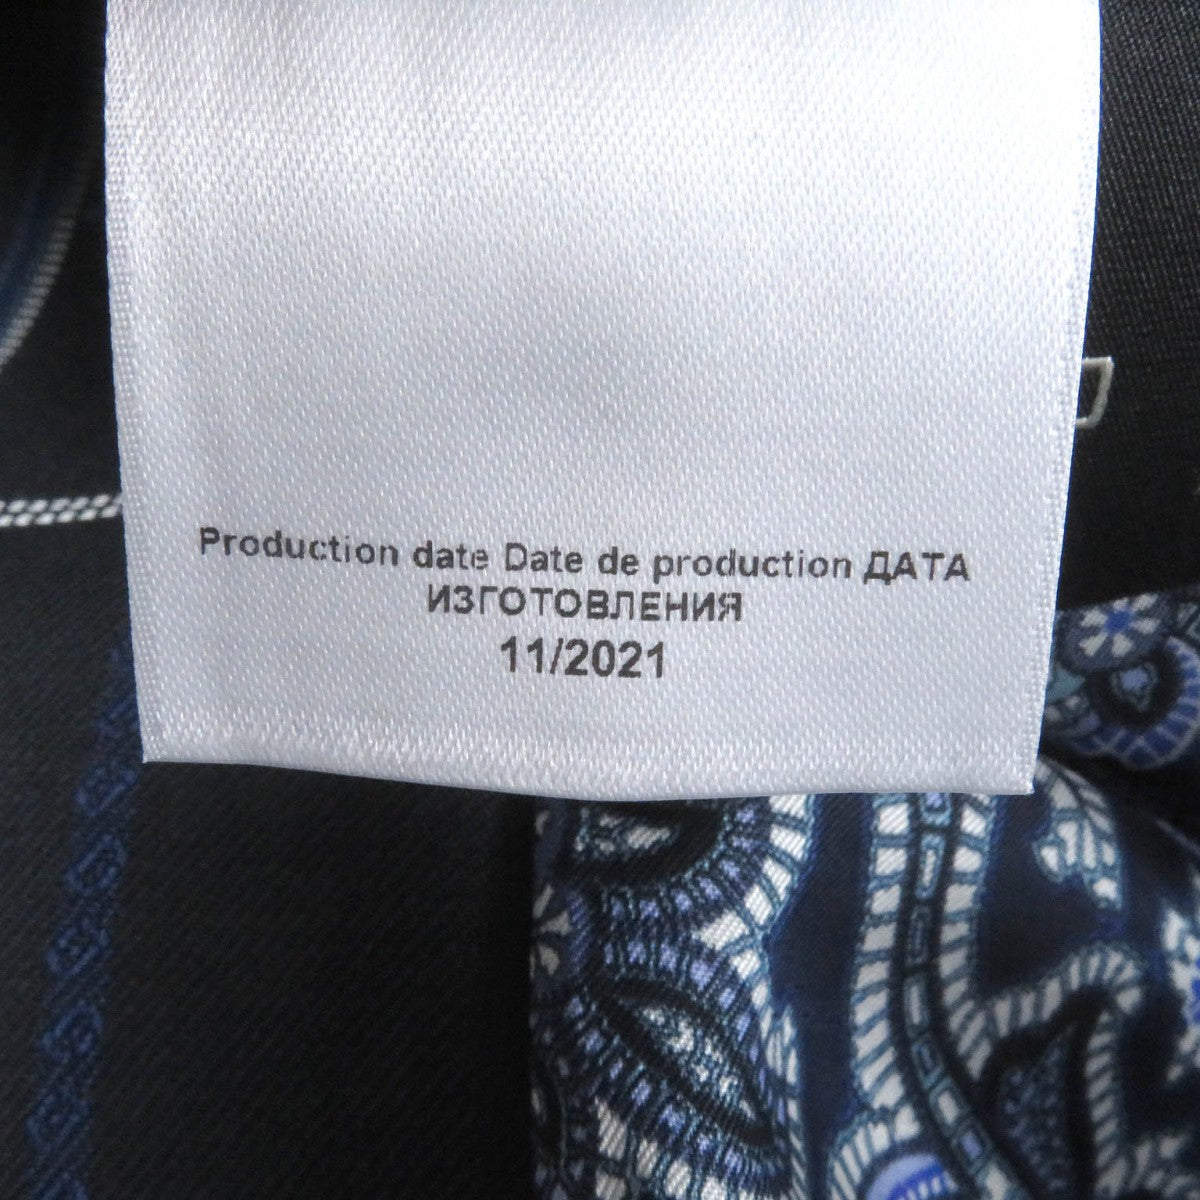 Production date Date de production ДАТА
ИЗГОТОВЛЕНИЯ
11/2021